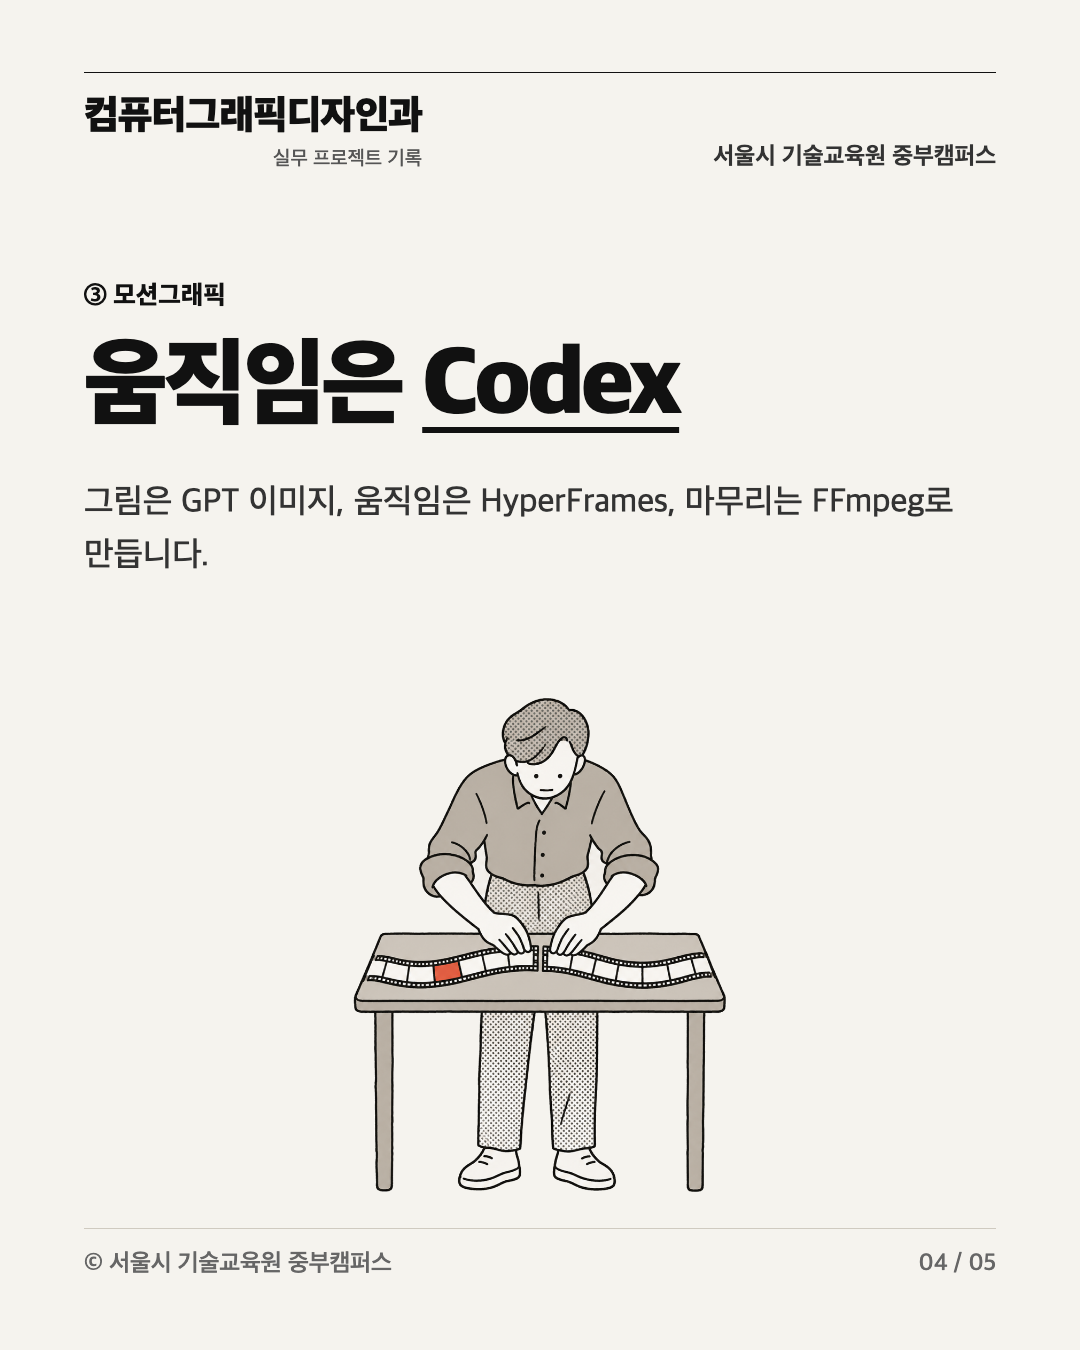 컴퓨터그래픽디자인과
실무 프로젝트 기록
서울시 기술교육원 중부캠퍼스
③ 모션그래픽
움직임은 Codex
그림은 GPT 이미지, 움직임은 HyperFrames, 마무리는 FFmpeg로
만듭니다.
© 서울시 기술교육원 중부캠퍼스
04 / 05